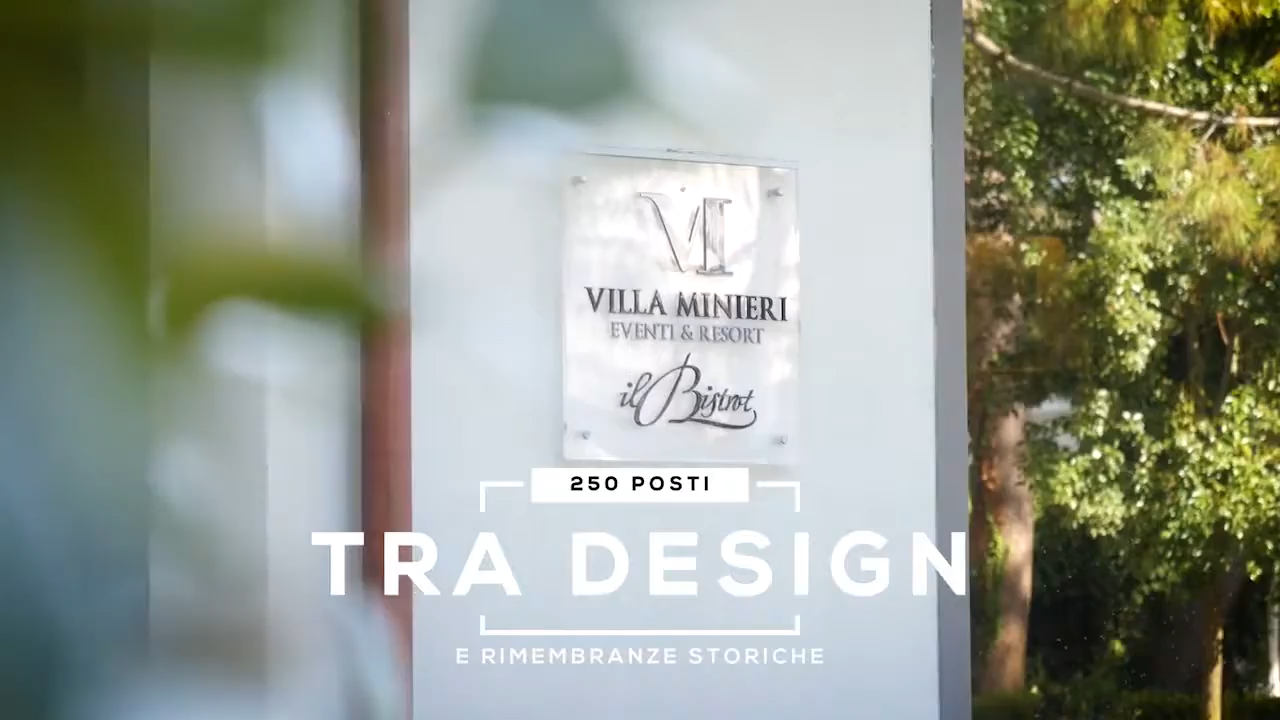 VM
VILLA MINIERI
EVENTI & RESORT
il Bistrot
250 POSTI
TRA DESIGN
E RIMEMBRANZE STORICHE